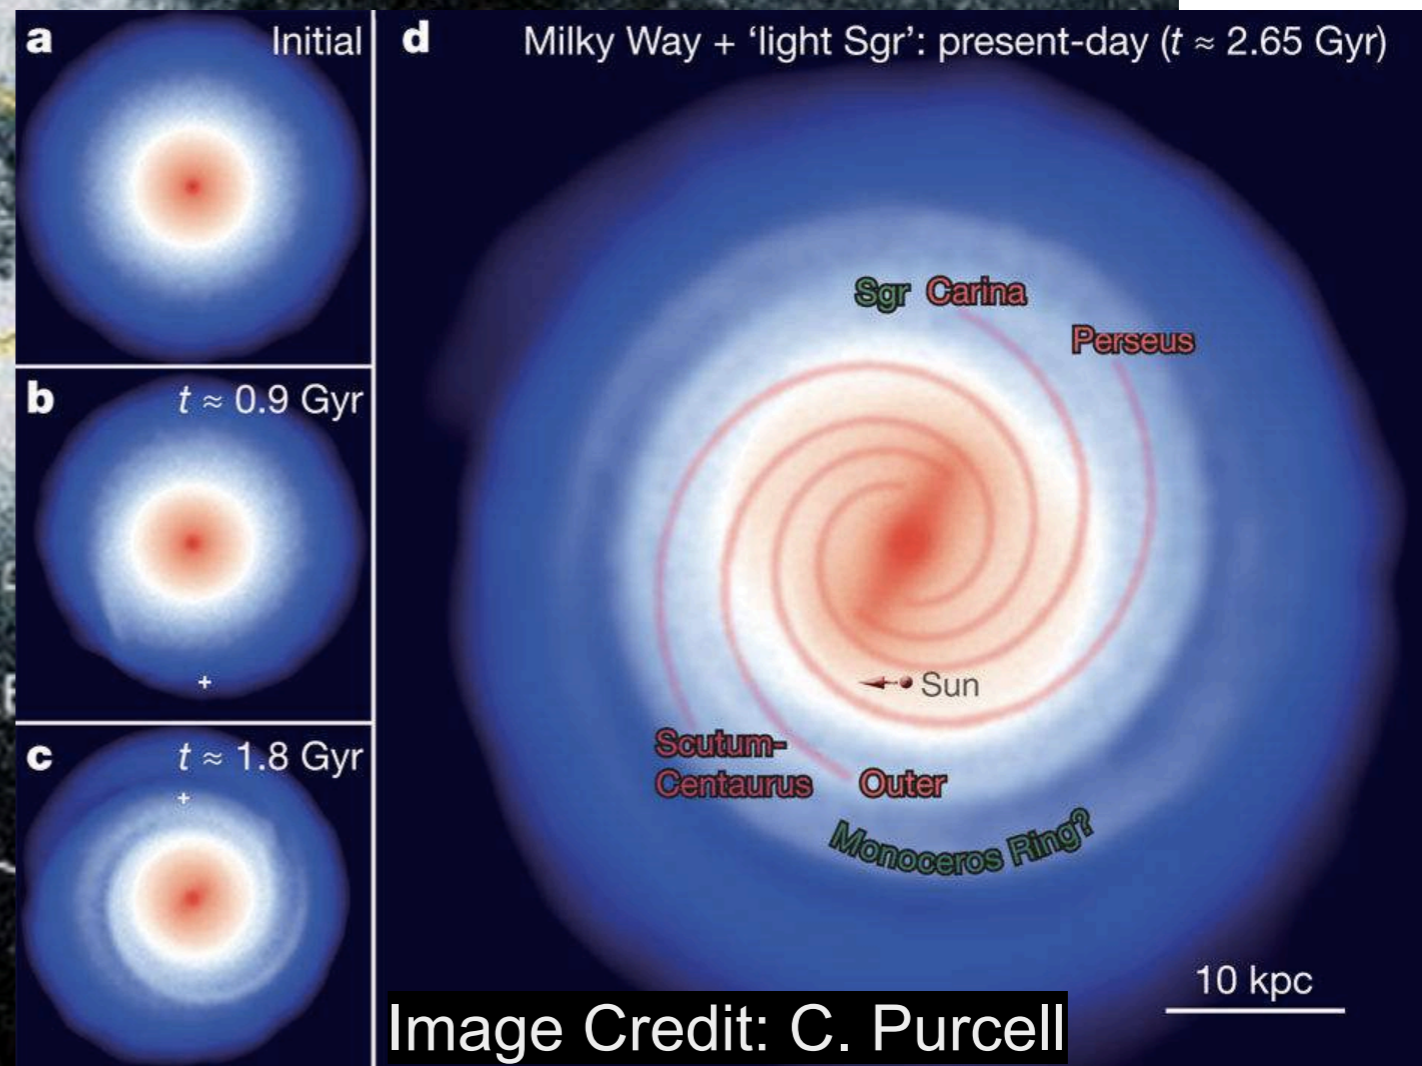 a Initial
b t ≈ 0.9 Gyr
+
c t ≈ 1.8 Gyr
+
d Milky Way + ‘light Sgr’: present-day (t ≈ 2.65 Gyr)
Sgr Carina
Perseus
Sun
Scutum-
Centaurus
Outer
Monoceros Ring?
10 kpc
Image Credit: C. Purcell